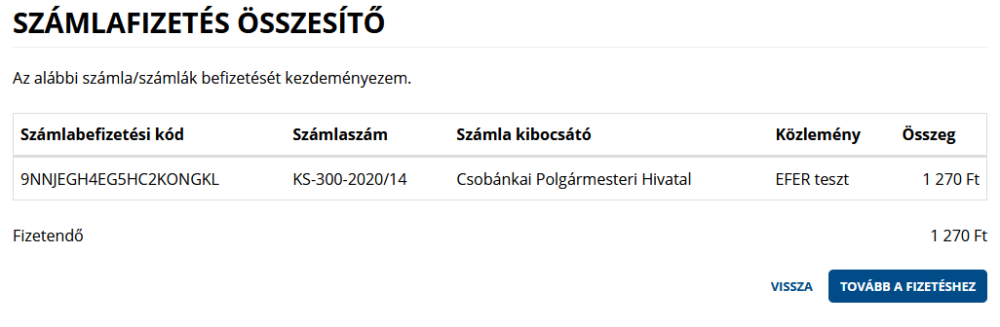 SZÁMLAFIZETÉS ÖSSZESÍTŐ
Az alábbi számla/számlák befizetését kezdeményezem.
Számlabefizetési kód Számlaszám Számla kibocsátó Közlemény Összeg
9NNJEGH4EG5HC2KONGKL KS-300-2020/14 Csobánkai Polgármesteri Hivatal EFER teszt 1 270 Ft
Fizetendő 1 270 Ft
VISSZA TOVÁBB A FIZETÉSHEZ